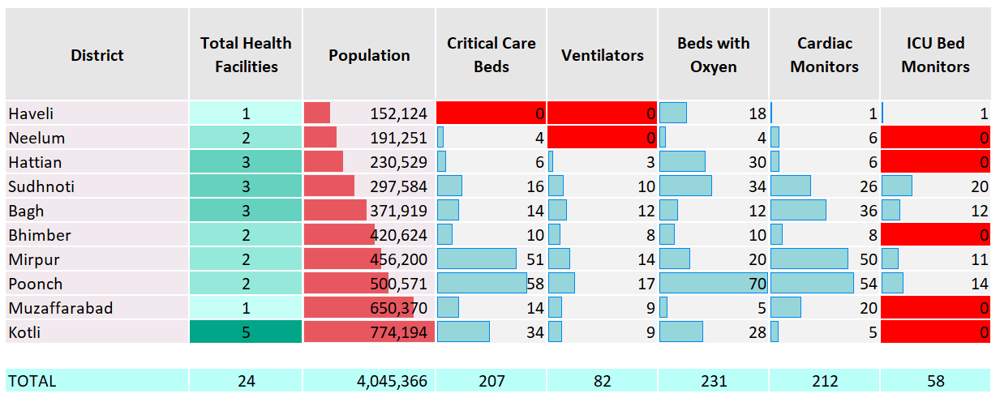 District Total Health Facilities Population Critical Care Beds Ventilators Beds with Oxyen Cardiac Monitors ICU Bed Monitors
Haveli 1 152,124 0 0 18 1 1
Neelum 2 191,251 4 0 4 6 0
Hattian 3 230,529 6 3 30 6 0
Sudhnoti 3 297,584 16 10 34 26 20
Bagh 3 371,919 14 12 12 36 12
Bhimber 2 420,624 10 8 10 8 0
Mirpur 2 456,200 51 14 20 50 11
Poonch 2 500,571 58 17 70 54 14
Muzaffarabad 1 650,370 14 9 5 20 0
Kotli 5 774,194 34 9 28 5 0
TOTAL 24 4,045,366 207 82 231 212 58